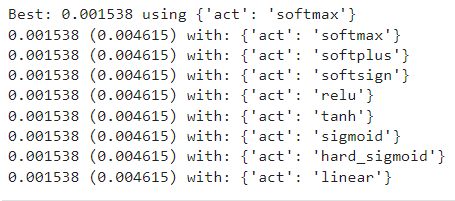 Best: 0.001538 using {'act': 'softmax'}
0.001538 (0.004615) with: {'act': 'softmax'}
0.001538 (0.004615) with: {'act': 'softplus'}
0.001538 (0.004615) with: {'act': 'softsign'}
0.001538 (0.004615) with: {'act': 'relu'}
0.001538 (0.004615) with: {'act': 'tanh'}
0.001538 (0.004615) with: {'act': 'sigmoid'}
0.001538 (0.004615) with: {'act': 'hard_sigmoid'}
0.001538 (0.004615) with: {'act': 'linear'}